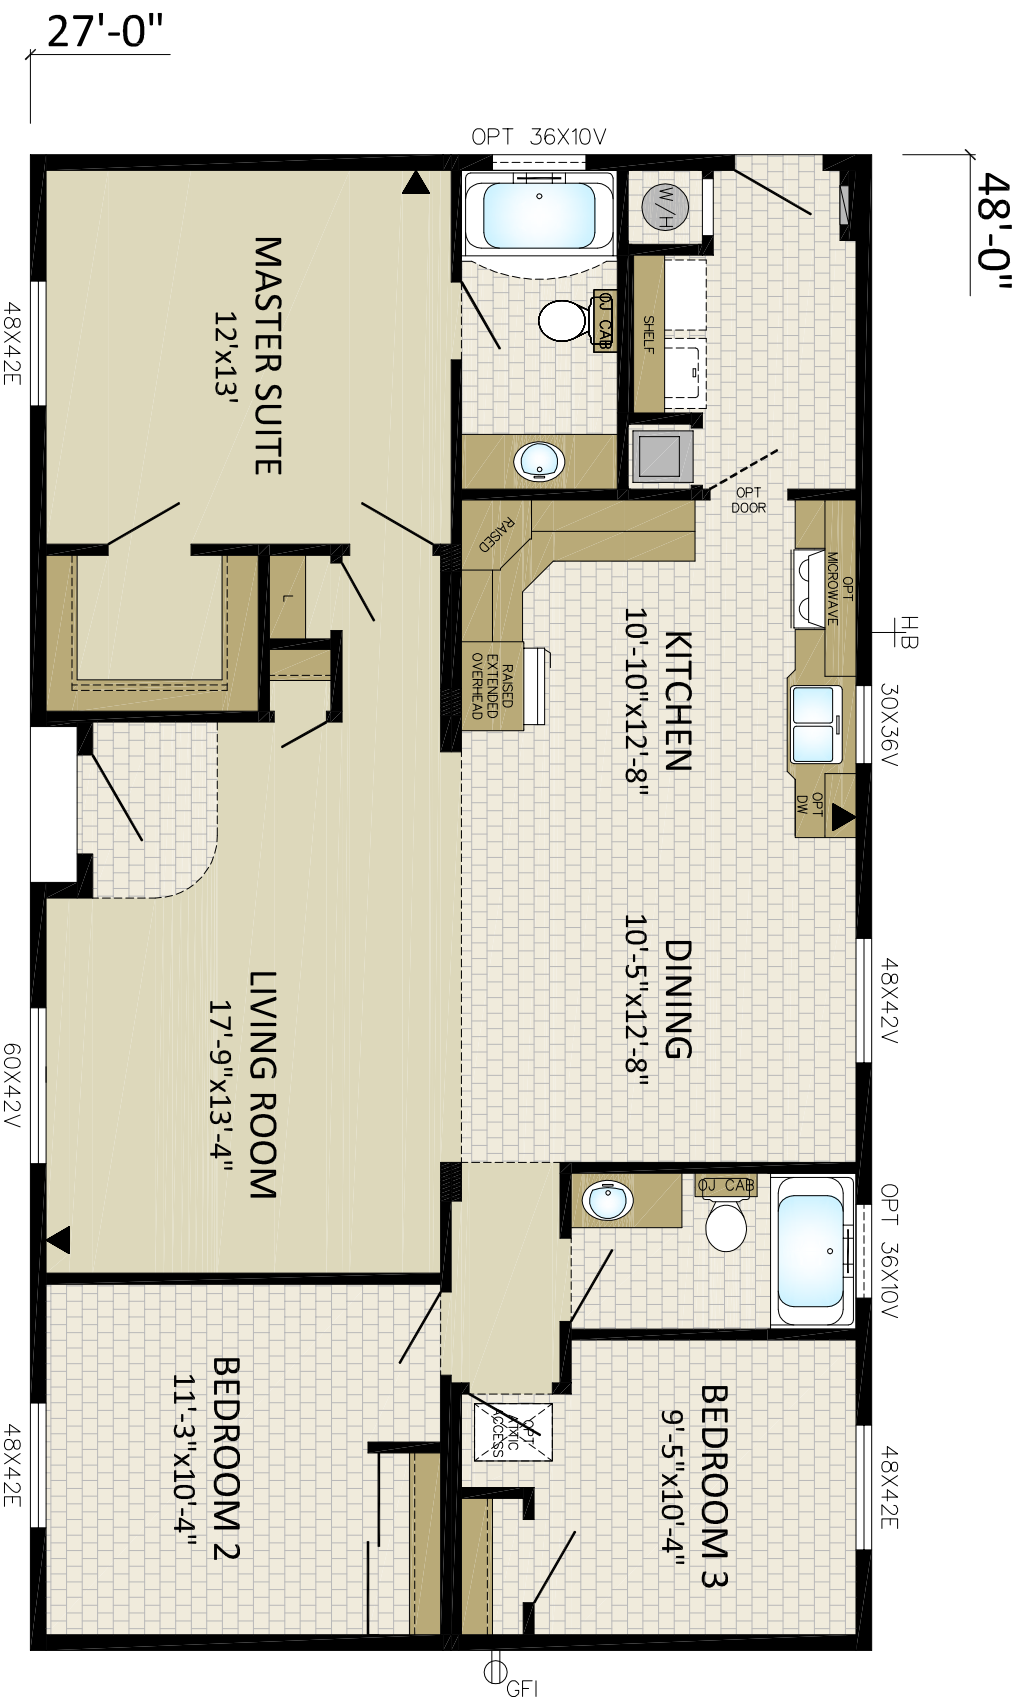 27'-0"
48'-0"
OPT 36X10V
W/H
MASTER SUITE
12'x13'
48X42E
OJ CAB
SHELF
OPT
DOOR
RAISED
OPT
MICROWAVE
HB
L
KITCHEN
10'-10"x12'-8"
RAISED
EXTENDED
OVERHEAD
30X36V
OPT
DW
DINING
10'-5"x12'-8"
48X42V
LIVING ROOM
17'-9"x13'-4"
60X42V
OJ CAB
OPT 36X10V
BEDROOM 2
11'-3"x10'-4"
48X42E
OPT
ATTIC
ACCESS
BEDROOM 3
9'-5"x10'-4"
48X42E
GFI